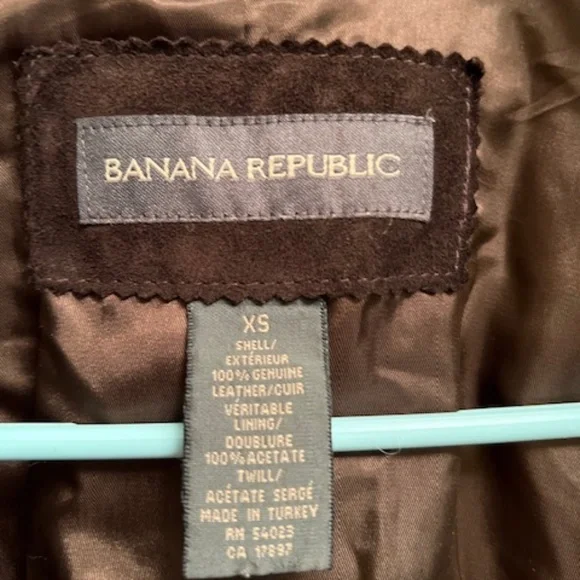 BANANA REPUBLIC
XS
SHELL/
EXTÉRIEUR
100% GENUINE
LEATHER/CUIR
VÉRITABLE
LINING/
DOUBLURE
100% ACETATE
TWILL/
ACÉTATE SERGÉ
MADE IN TURKEY
RN 54023
CA 17897